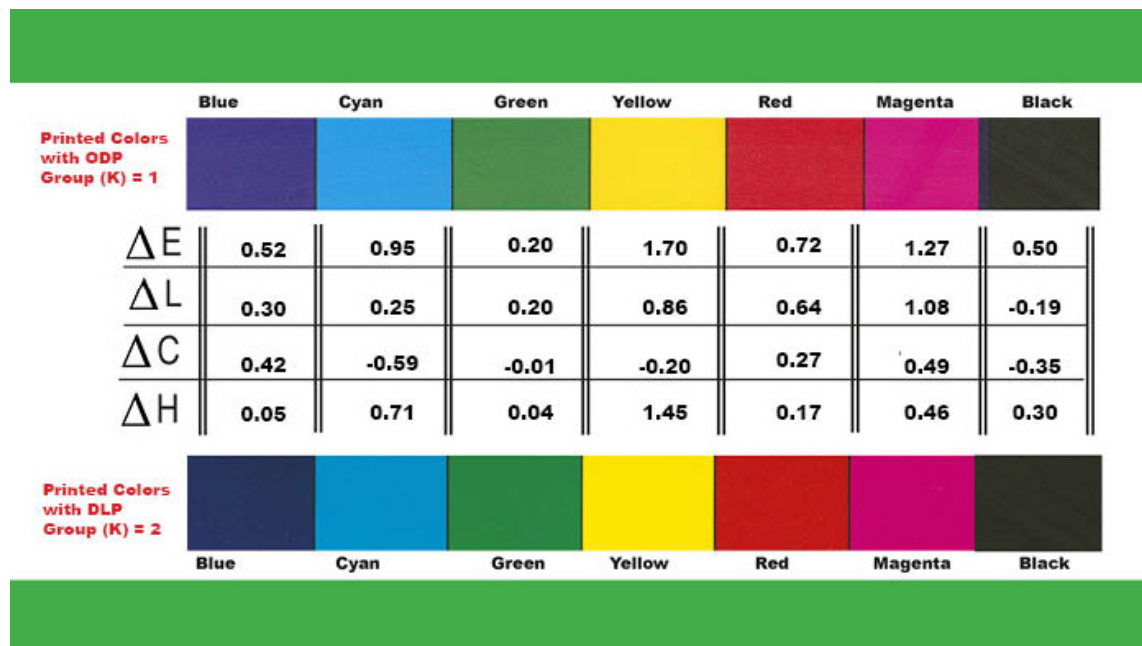 Blue Cyan Green Yellow Red Magenta Black
Printed Colors
with ODP
Group (K) = 1
ΔE 0.52 0.95 0.20 1.70 0.72 1.27 0.50
ΔL 0.30 0.25 0.20 0.86 0.64 1.08 -0.19
ΔC 0.42 -0.59 -0.01 -0.20 0.27 0.49 -0.35
ΔH 0.05 0.71 0.04 1.45 0.17 0.46 0.30
Printed Colors
with DLP
Group (K) = 2
Blue Cyan Green Yellow Red Magenta Black